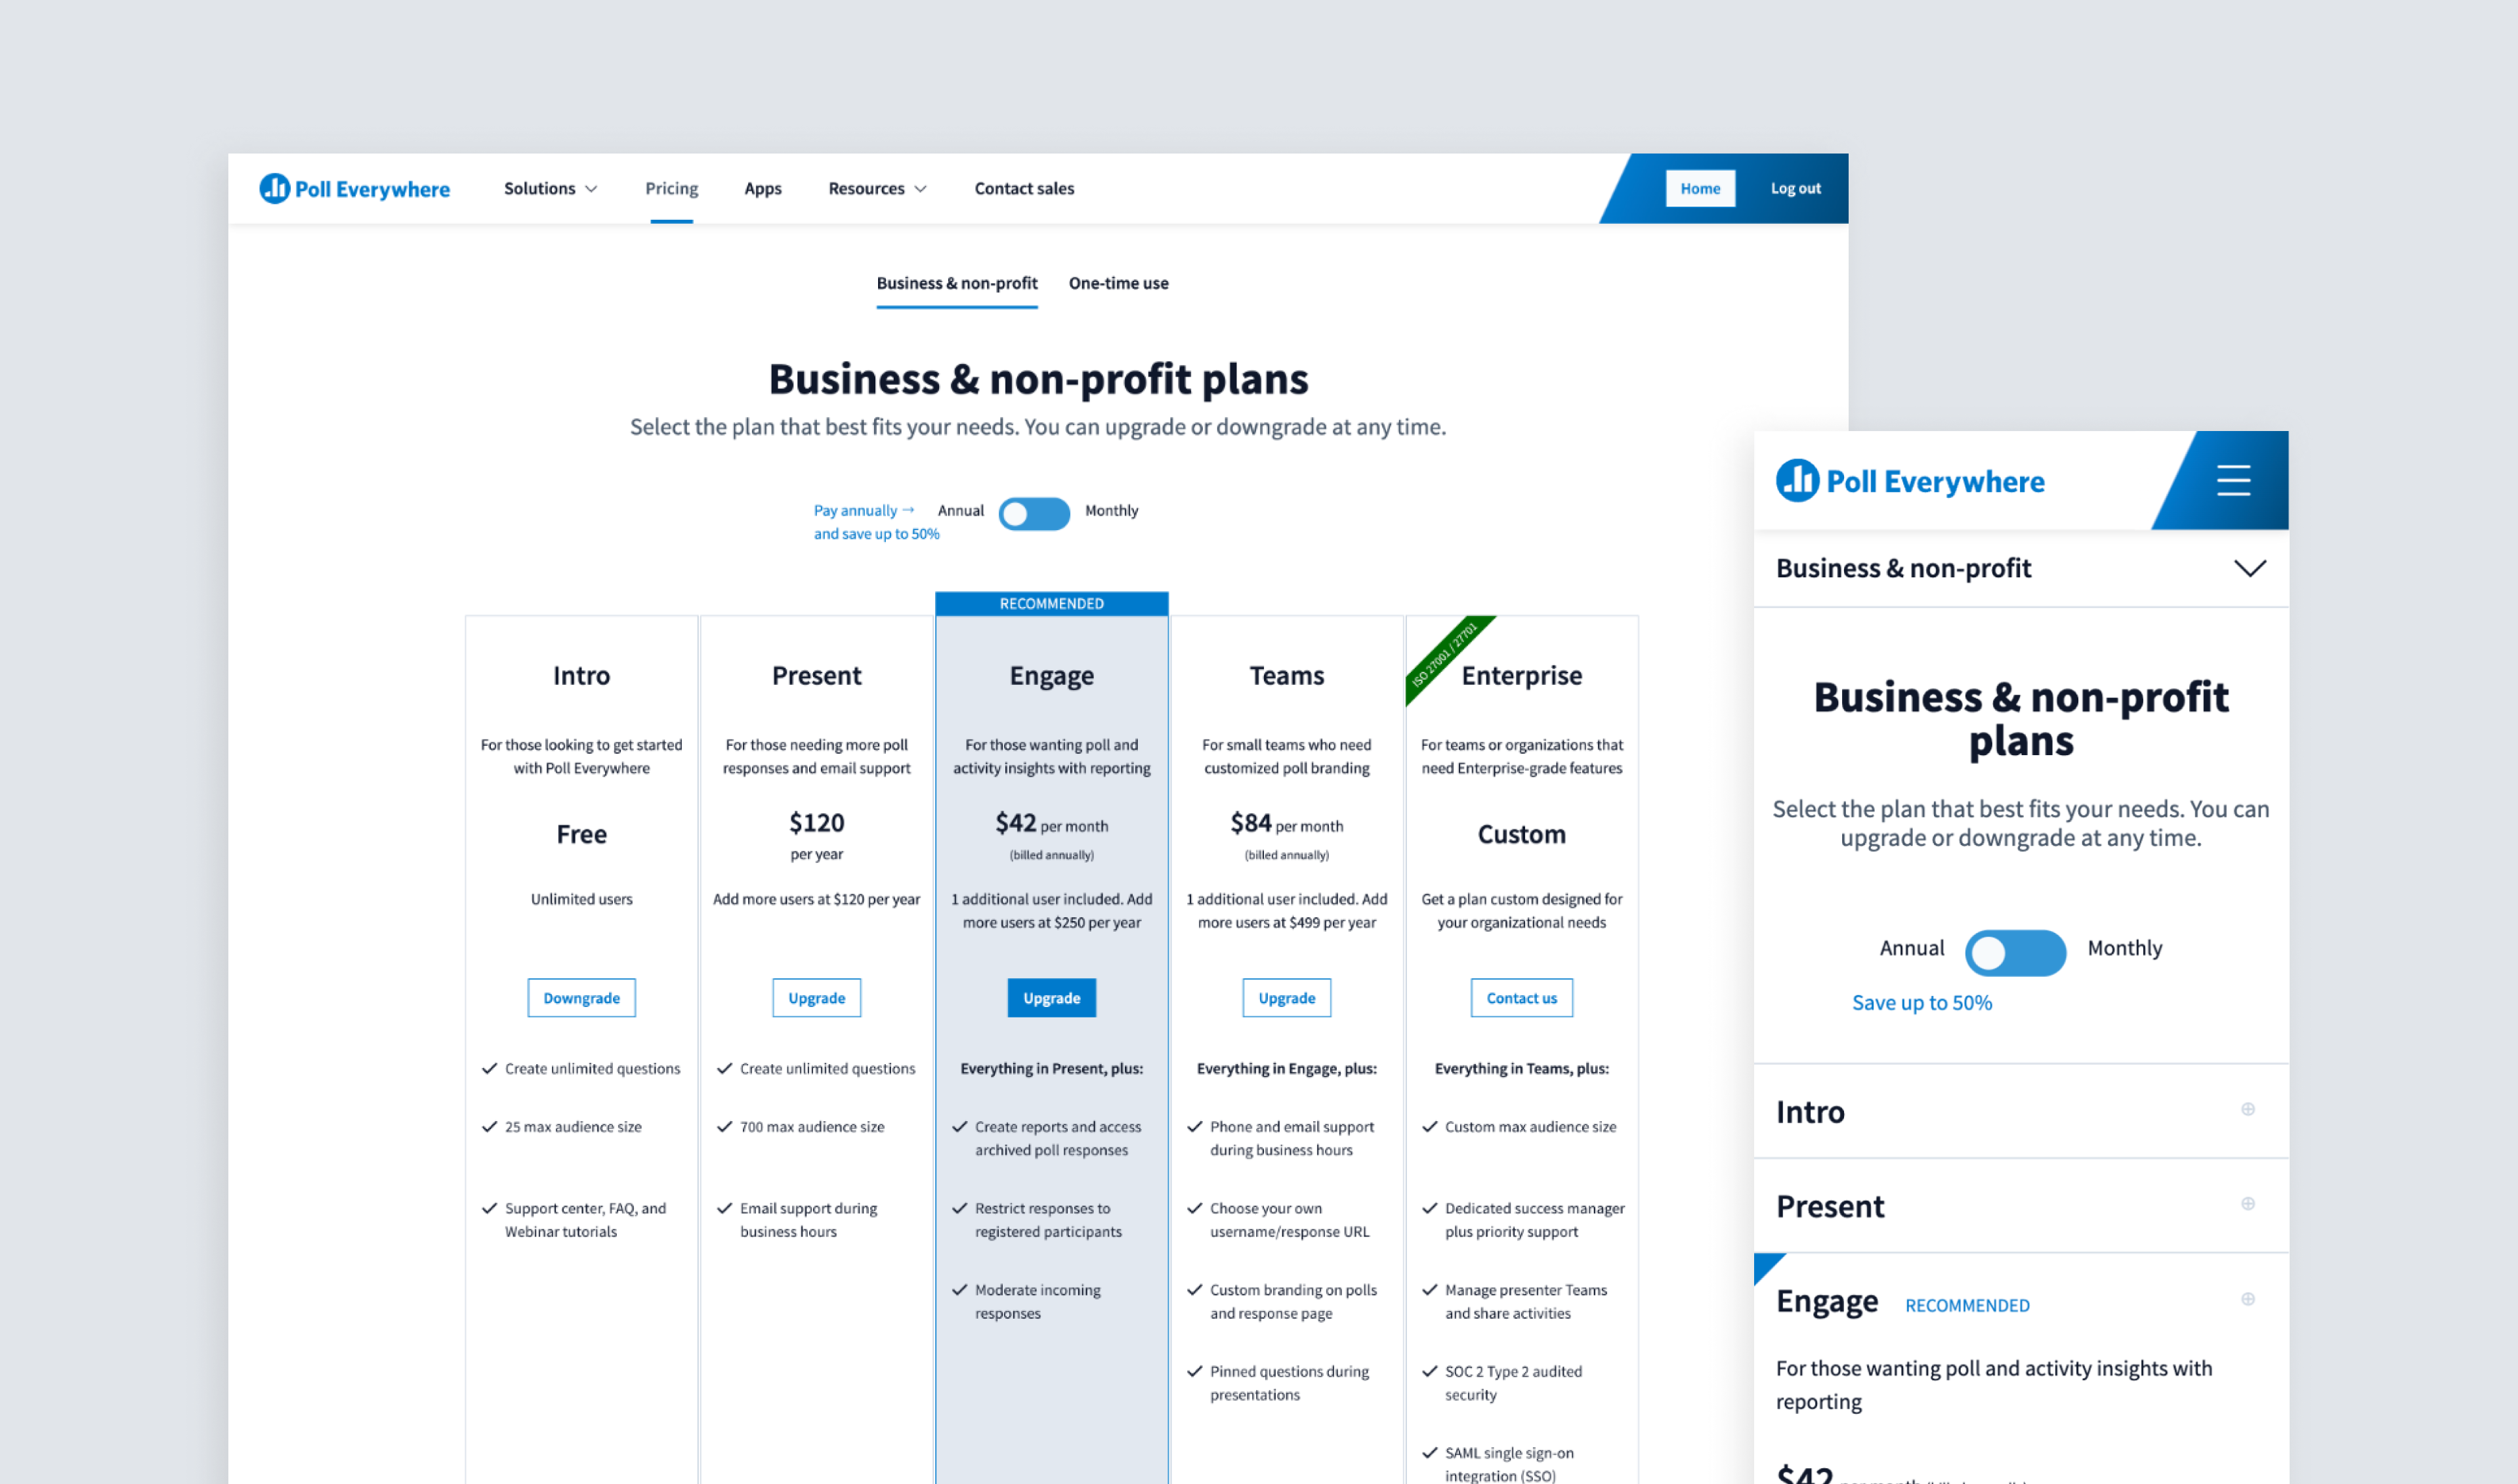 Poll Everywhere
Solutions
Pricing
Apps
Resources
Contact sales
Home
Log out
Business & non-profit
One-time use
Business & non-profit plans
Select the plan that best fits your needs. You can upgrade or downgrade at any time.
Pay annually →
and save up to 50%
Annual
Monthly
Intro
For those looking to get started
with Poll Everywhere
Free
Unlimited users
Downgrade
Create unlimited questions
25 max audience size
Support center, FAQ, and
Webinar tutorials
Present
For those needing more poll
responses and email support
$120
per year
Add more users at $120 per year
Upgrade
Create unlimited questions
700 max audience size
Email support during
business hours
RECOMMENDED
Engage
For those wanting poll and
activity insights with reporting
$42 per month
(billed annually)
1 additional user included. Add
more users at $250 per year
Upgrade
Everything in Present, plus:
Create reports and access
archived poll responses
Restrict responses to
registered participants
Moderate incoming
responses
Teams
For small teams who need
customized poll branding
$84 per month
(billed annually)
1 additional user included. Add
more users at $499 per year
Upgrade
Everything in Engage, plus:
Phone and email support
during business hours
Choose your own
username/response URL
Custom branding on polls
and response page
Pinned questions during
presentations
ISO 27001 / 27701
Enterprise
For teams or organizations that
need Enterprise-grade features
Custom
Get a plan custom designed for
your organizational needs
Contact us
Everything in Teams, plus:
Custom max audience size
Dedicated success manager
plus priority support
Manage presenter Teams
and share activities
SOC 2 Type 2 audited
security
SAML single sign-on
integration (SSO)
Poll Everywhere
Business & non-profit
Business & non-profit
plans
Select the plan that best fits your needs. You can
upgrade or downgrade at any time.
Annual
Monthly
Save up to 50%
Intro
Present
Engage
RECOMMENDED
For those wanting poll and activity insights with
reporting
$42